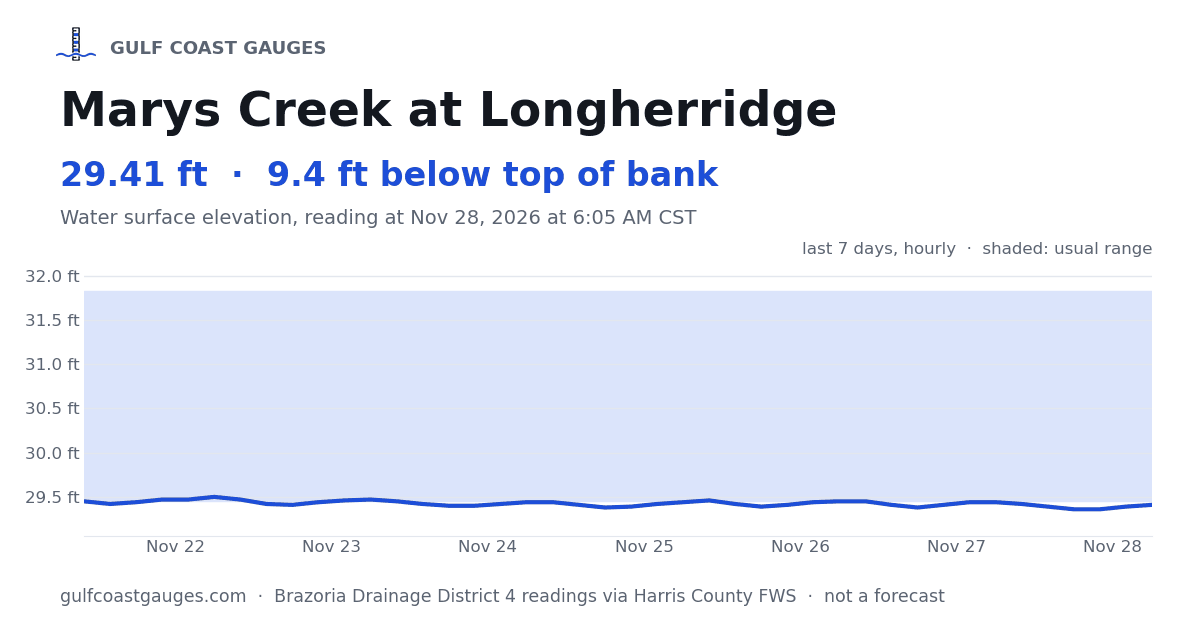 GULF COAST GAUGES
Marys Creek at Longherridge
29.41 ft · 9.4 ft below top of bank
Water surface elevation, reading at Nov 28, 2026 at 6:05 AM CST
last 7 days, hourly · shaded: usual range
32.0 ft
31.5 ft
31.0 ft
30.5 ft
30.0 ft
29.5 ft
Nov 22 Nov 23 Nov 24 Nov 25 Nov 26 Nov 27 Nov 28
gulfcoastgauges.com · Brazoria Drainage District 4 readings via Harris County FWS · not a forecast